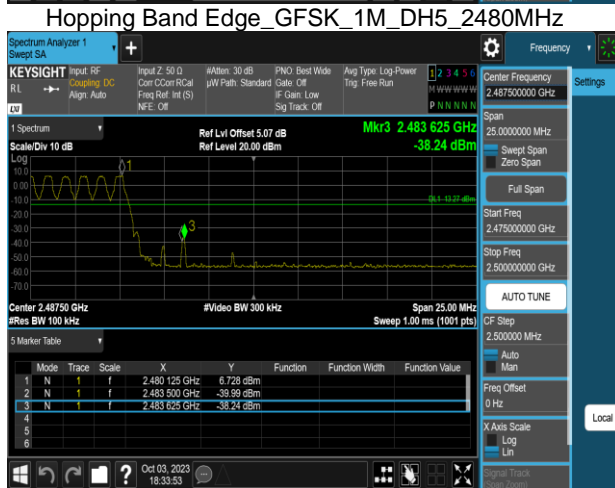 Hopping Band Edge_GFSK_1M_DH5_2480MHz
Spectrum Analyzer 1
Swept SA
+
Frequency
KEYSIGHT Input: RF Input Z: 50 Ω #Atten: 30 dB PNO: Best Wide Avg Type: Log-Power 1 2 3 4 5 6
RL Coupling: DC Corr CCorr RCal µW Path: Standard Gate: Off Trig: Free Run M W W W W W
Align: Auto Freq Ref: Int (S) IF Gain: Low
NFE: Off Sig Track: Off P N N N N N
LXI
1 Spectrum
Ref Lvl Offset 5.07 dB Mkr3 2.483 625 GHz
Scale/Div 10 dB Ref Level 20.00 dBm -38.24 dBm
Log
10.0
0.00
-10.0
-20.0
-30.0
-40.0
-50.0
-60.0
-70.0
1
3
DL1 -13.27 dBm
Center 2.48750 GHz #Video BW 300 kHz Span 25.00 MHz
#Res BW 100 kHz Sweep 1.00 ms (1001 pts)
5 Marker Table
Mode Trace Scale X Y Function Function Width Function Value
1 N 1 f 2.480 125 GHz 6.728 dBm
2 N 1 f 2.483 500 GHz -39.99 dBm
3 N 1 f 2.483 625 GHz -38.24 dBm
4
5
6
? Oct 03, 2023
18:33:53
Center Frequency
2.487500000 GHz
Settings
Span
25.0000000 MHz
Swept Span
Zero Span
Full Span
Start Freq
2.475000000 GHz
Stop Freq
2.500000000 GHz
AUTO TUNE
CF Step
2.500000 MHz
Auto
Man
Freq Offset
0 Hz
Local
X Axis Scale
Log
Lin
Signal Track
(Span Zoom)